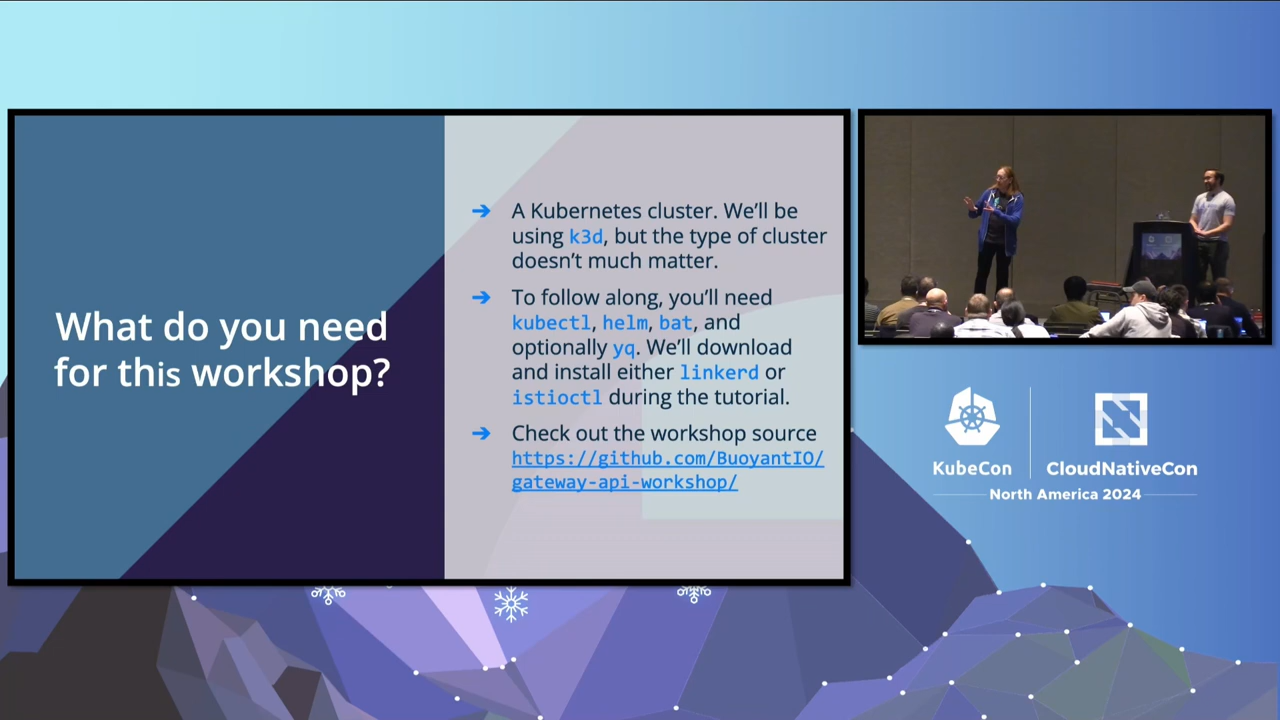 What do you need
for this workshop?
➔ A Kubernetes cluster. We'll be
using k3d, but the type of cluster
doesn't much matter.
➔ To follow along, you'll need
kubectl, helm, bat, and
optionally yq. We'll download
and install either linkerd or
istioctl during the tutorial.
➔ Check out the workshop source
https://github.com/BuoyantIO/
gateway-api-workshop/
KubeCon
CloudNativeCon
North America 2024